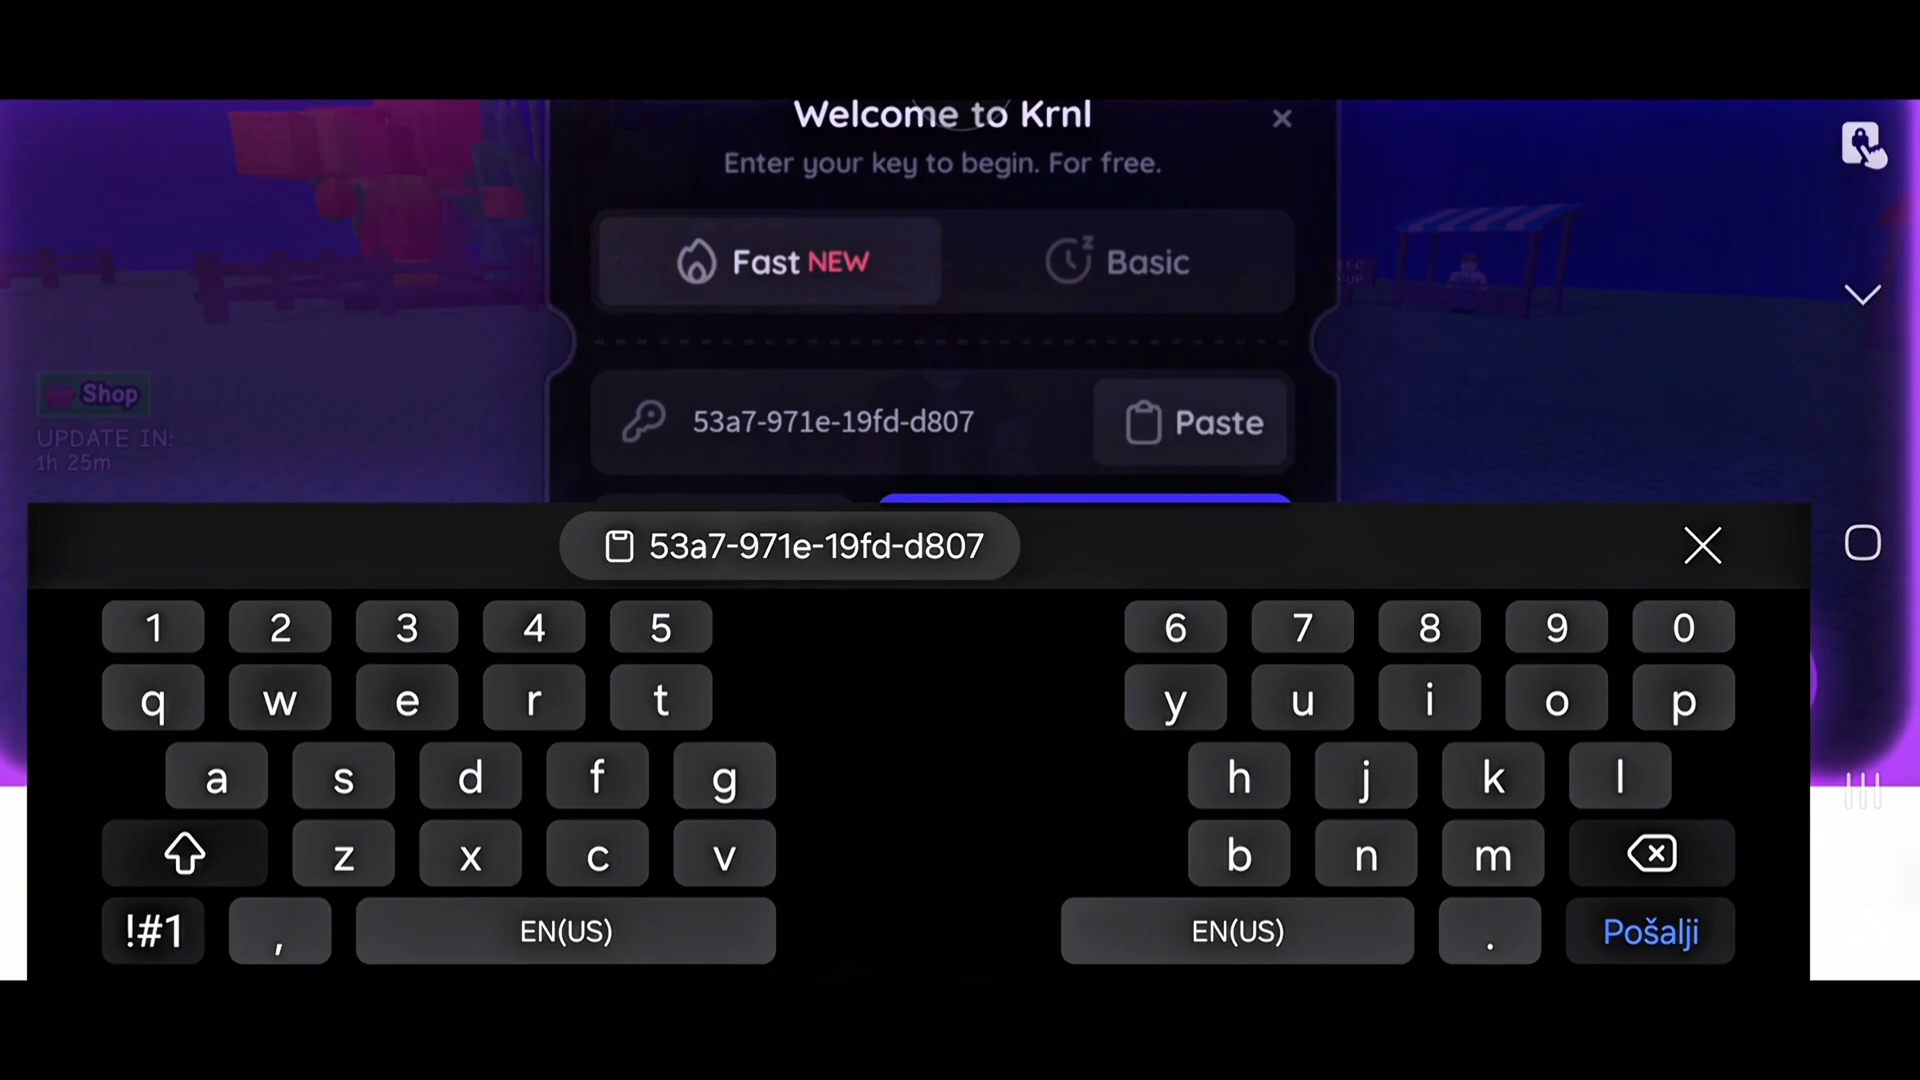 Welcome to Krnl
Enter your key to begin. For free.
Fast NEW
Basic
53a7-971e-19fd-d807
Paste
Shop
UPDATE IN:
1h 25m
53a7-971e-19fd-d807
1 2 3 4 5 6 7 8 9 0
q w e r t y u i o p
a s d f g h j k l
z x c v b n m
!#1 , EN(US) EN(US) . Pošalji